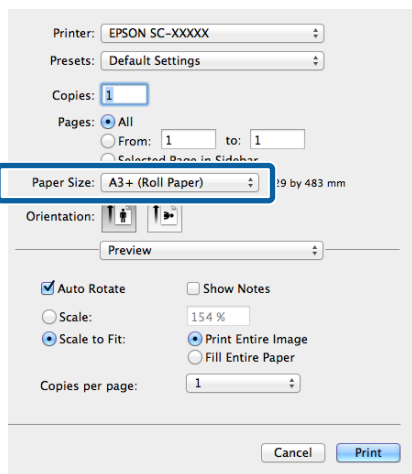 Printer: EPSON SC-XXXXX
Presets: Default Settings
Copies: 1
Pages: All
From: 1 to: 1
Selected Page in Sidebar
Paper Size: A3+ (Roll Paper) 29 by 483 mm
Orientation:
Preview
Auto Rotate Show Notes
Scale: 154 %
Scale to Fit: Print Entire Image
Fill Entire Paper
Copies per page: 1
Cancel Print